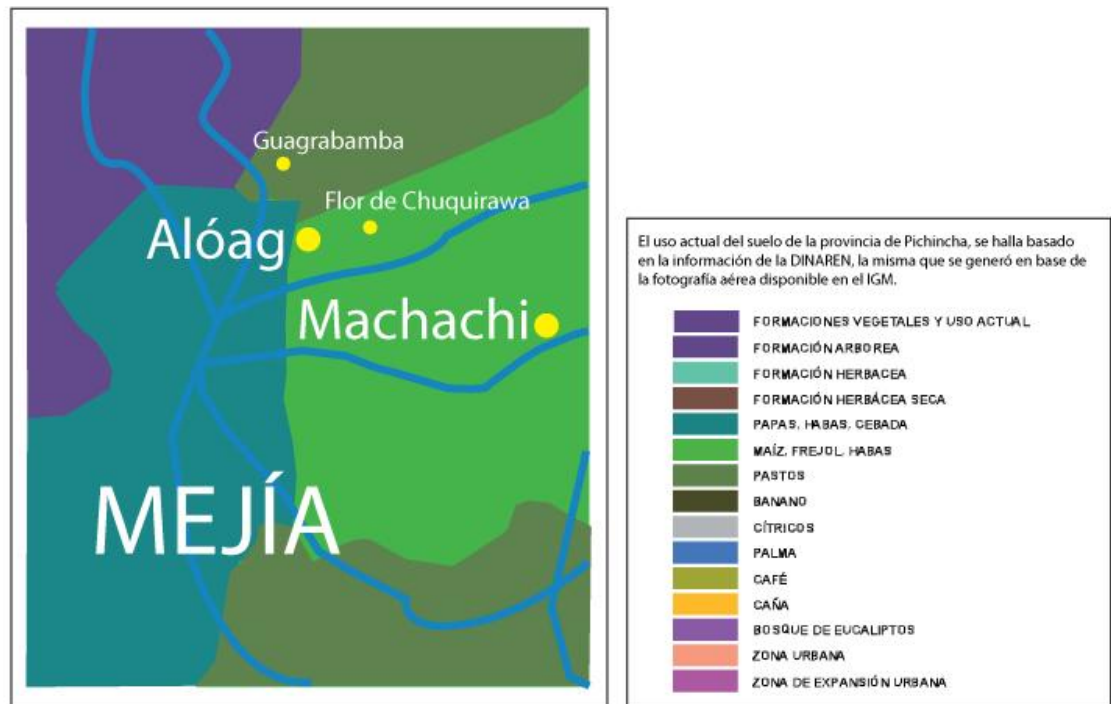 Guagrabamba
Flor de Chuquirawa
Alóag
Machachi
MEJÍA
El uso actual del suelo de la provincia de Pichincha, se halla basado
en la información de la DINAREN, la misma que se generó en base de
la fotografía aérea disponible en el IGM.
FORMACIONES VEGETALES Y USO ACTUAL
FORMACIÓN ARBOREA
FORMACIÓN HERBACEA
FORMACIÓN HERBÁCEA SECA
PAPAS, HABAS, CEBADA
MAÍZ, FREJOL, HABAS
PASTOS
BANANO
CÍTRICOS
PALMA
CAFÉ
CAÑA
BOSQUE DE EUCALIPTOS
ZONA URBANA
ZONA DE EXPANSIÓN URBANA